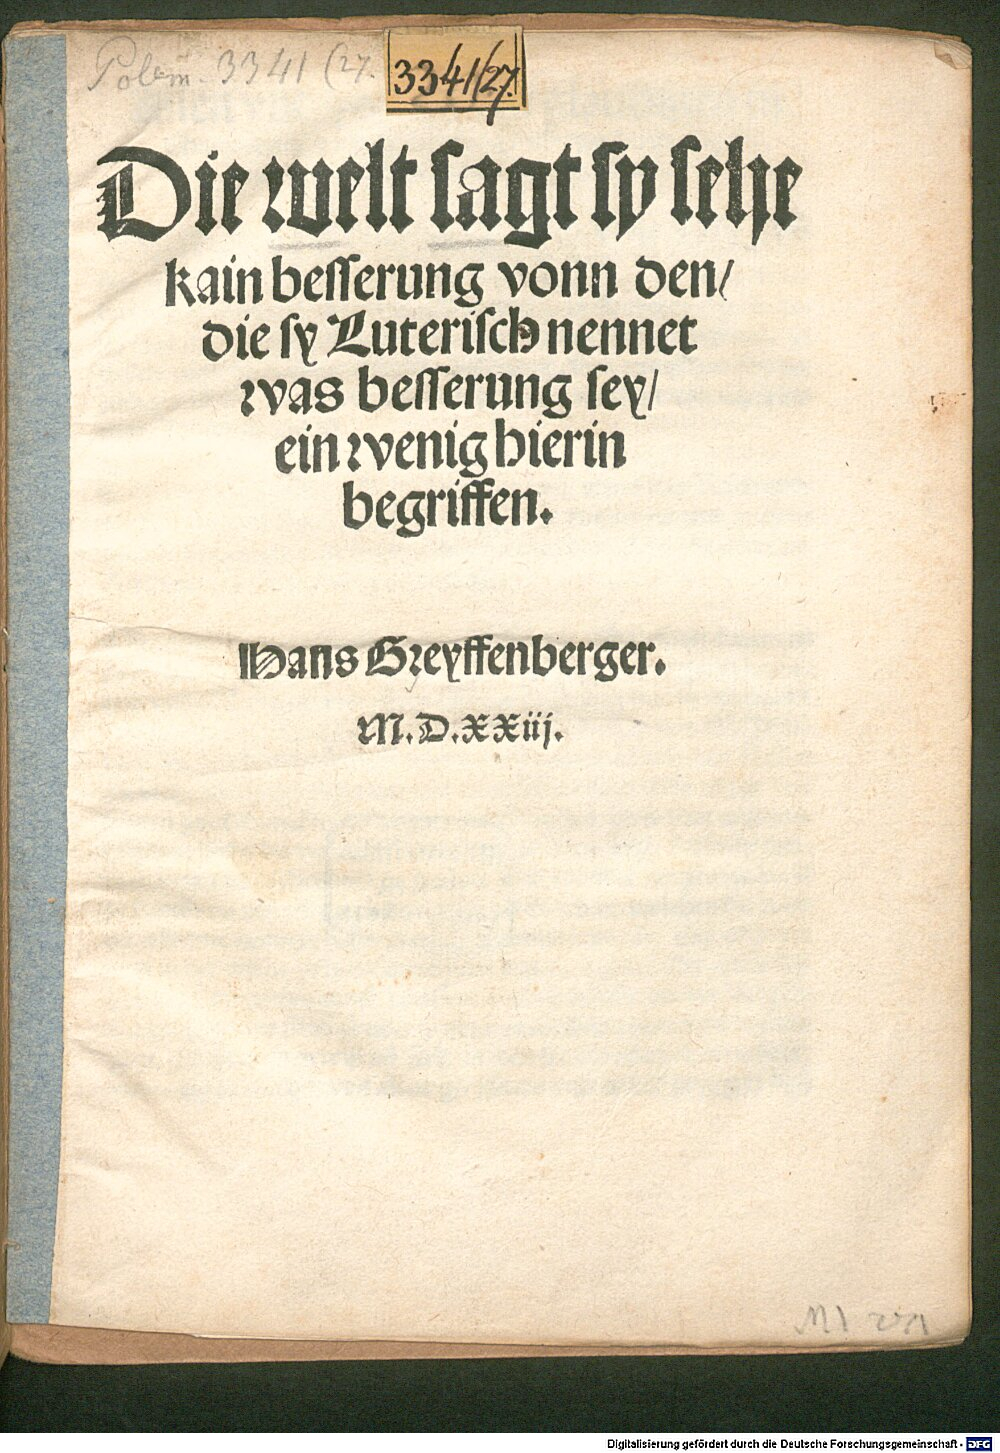 Polem. 3341 (27.
3341/27.
Die welt sagt sy sehe
kain besserung vonn den/
die sy Luterisch nennet
was besserung sey/
ein wenig hierin
begriffen.
Hans Greyffenberger.
M.D.XXiij.
Digitalisierung gefördert durch die Deutsche Forschungsgemeinschaft - DFG